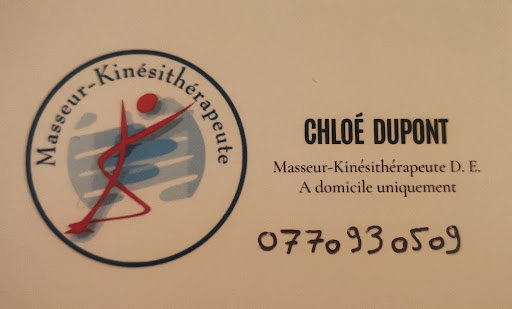 Masseur-Kinésithérapeute
CHLOÉ DUPONT
Masseur-Kinésithérapeute D. E.
A domicile uniquement
0770930509